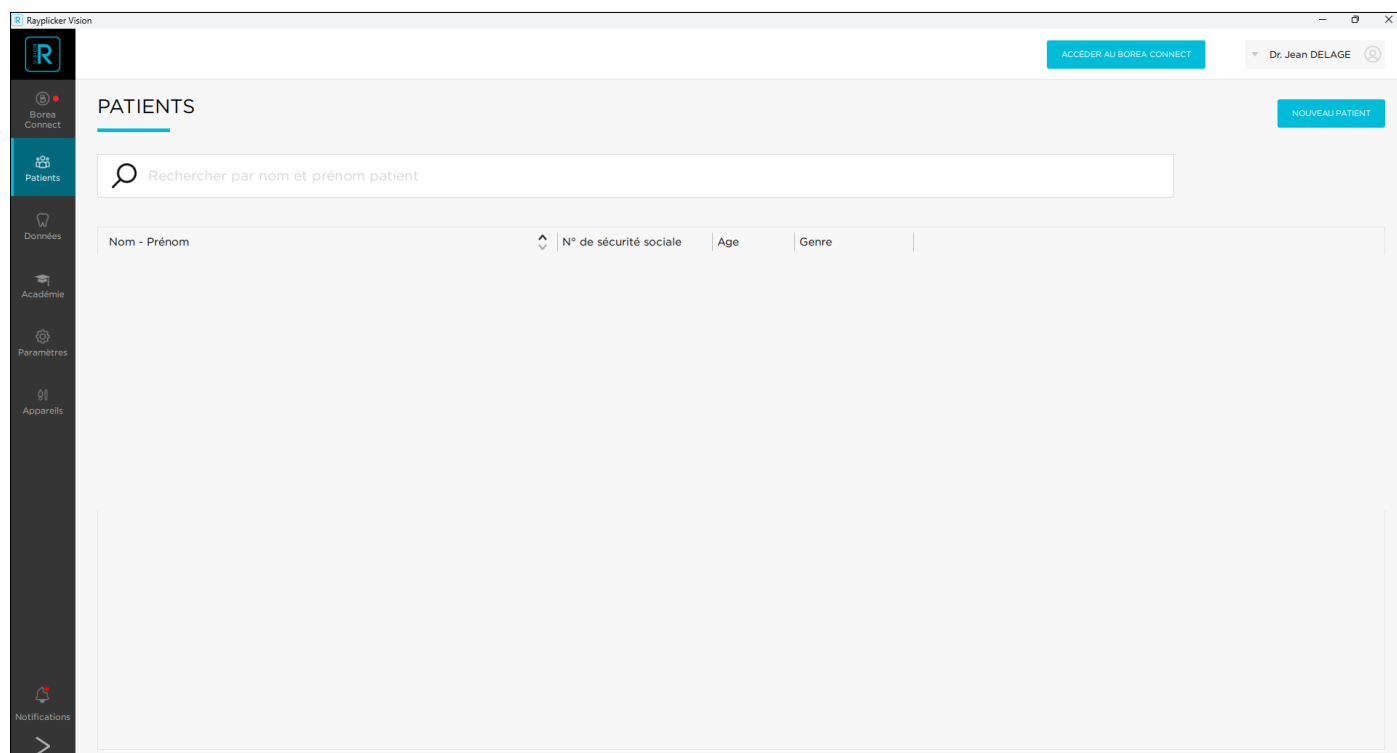 Rayplicker Vision
VISION R
ACCÉDER AU BOREA CONNECT
Dr. Jean DELAGE
Borea
Connect
PATIENTS
NOUVEAU PATIENT
Patients
Rechercher par nom et prénom patient
Données
Nom - Prénom
N° de sécurité sociale
Age
Genre
Académie
Paramètres
Appareils
Notifications